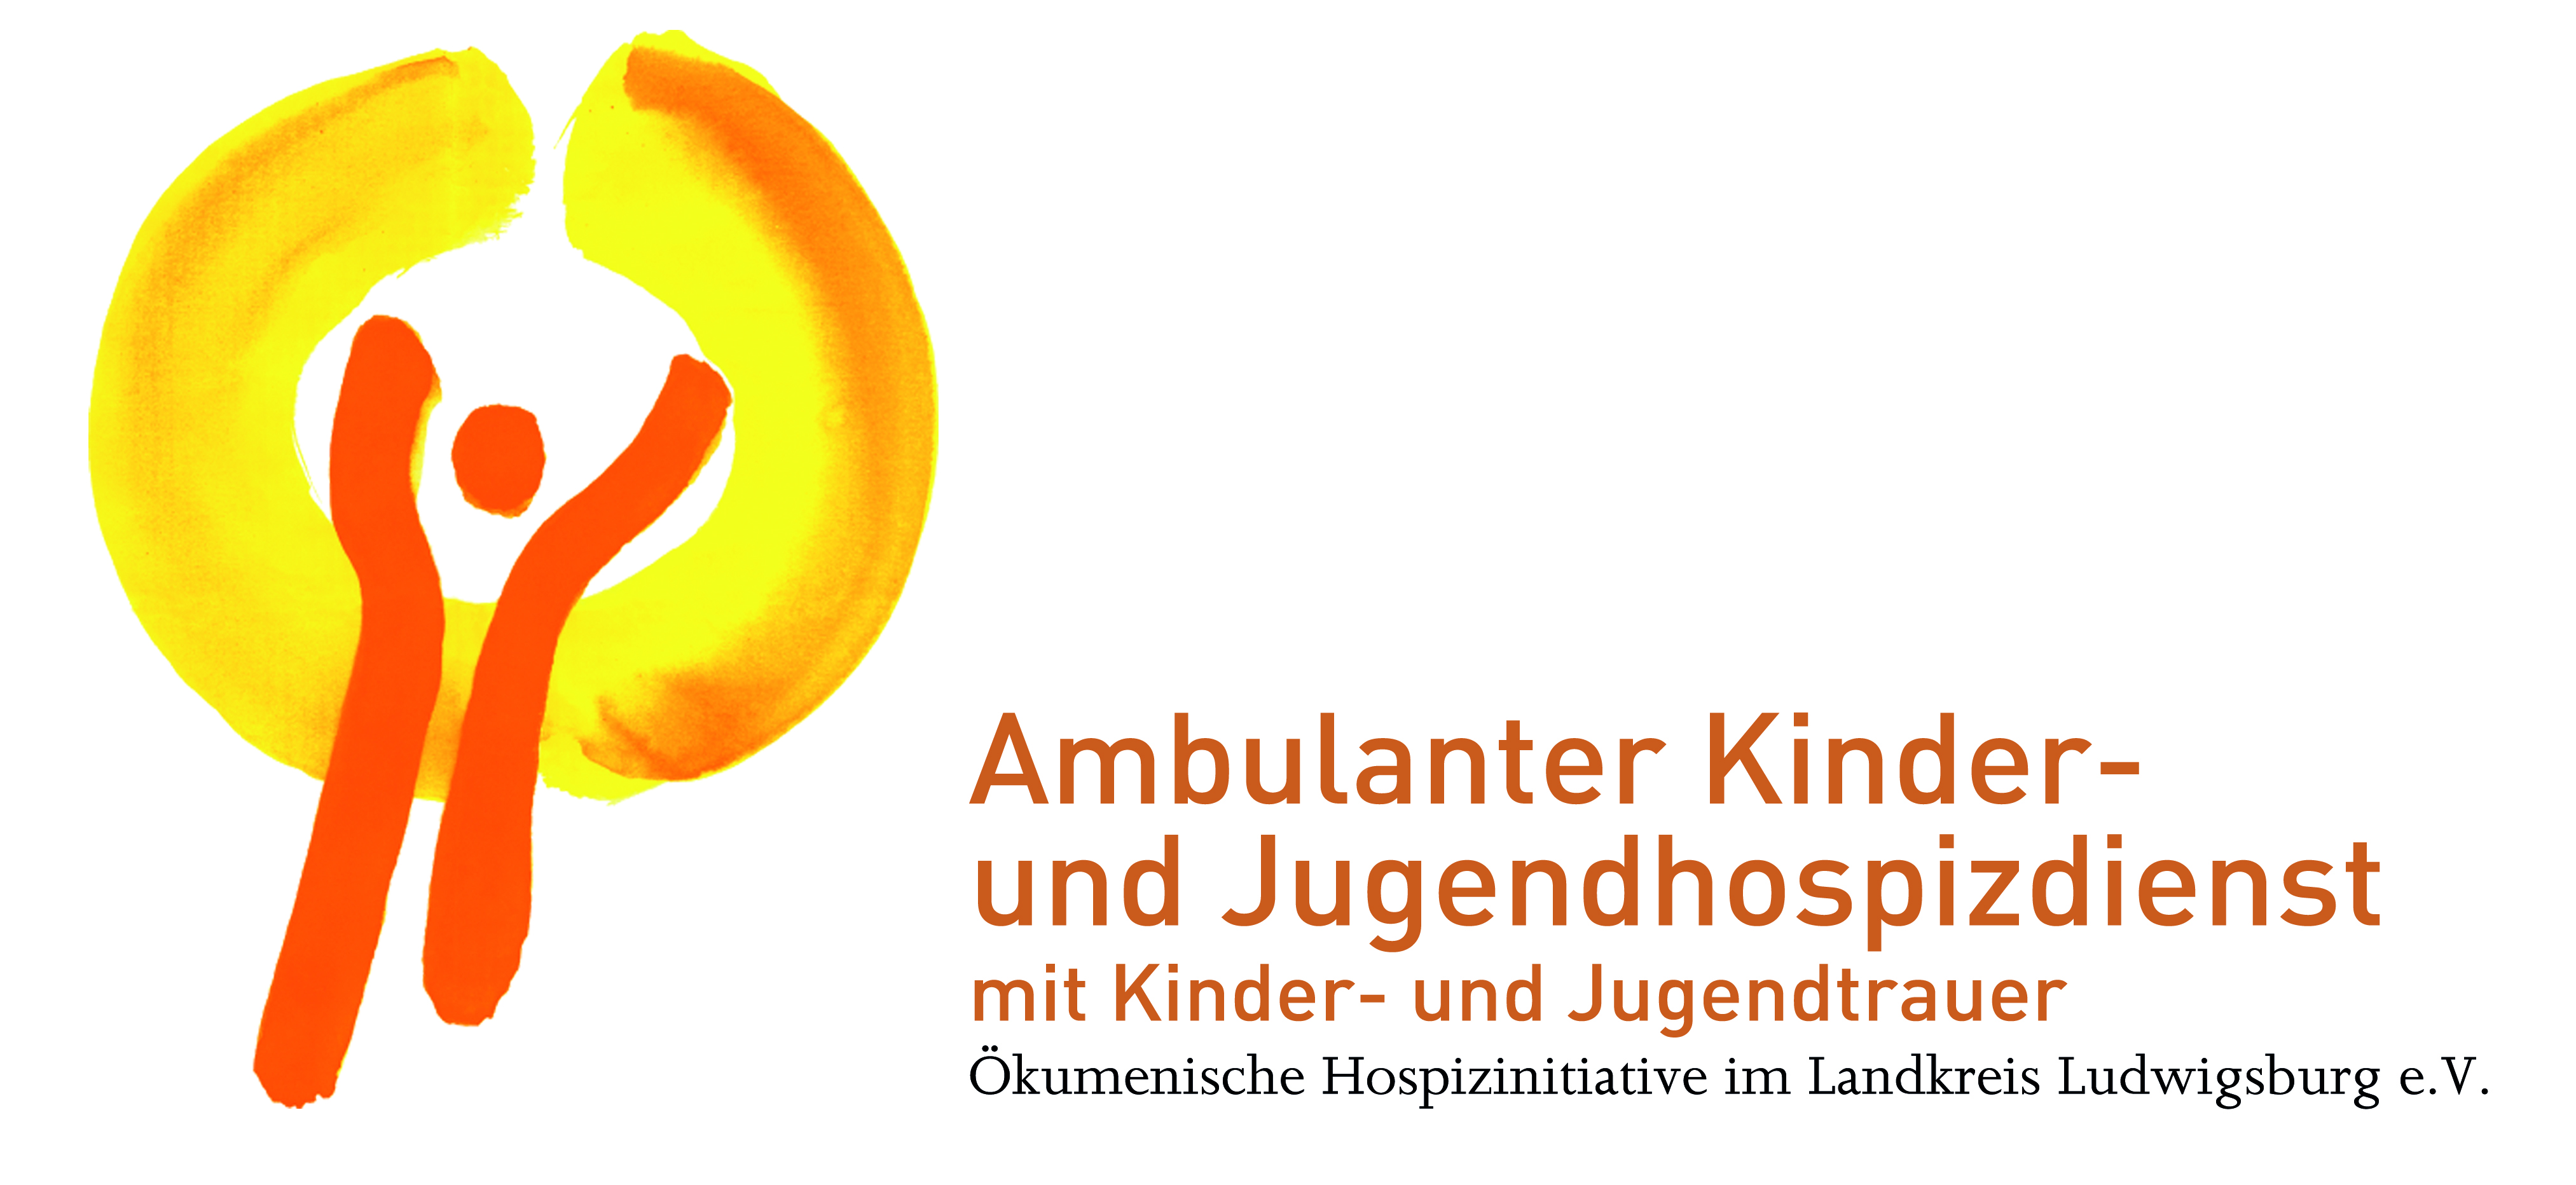 Ambulanter Kinder-
und Jugendhospizdienst
mit Kinder- und Jugendtrauer
Ökumenische Hospizinitiative im Landkreis Ludwigsburg e.V.